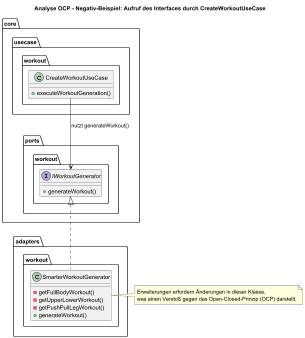 Analyse OCP - Negativ-Beispiel: Aufruf des Interfaces durch CreateWorkoutUseCase
core
usecase
workout
C CreateWorkoutUseCase
executeWorkoutGeneration()
nutzt generateWorkout()
ports
workout
I IWorkoutGenerator
generateWorkout()
adapters
workout
C SmarterWorkoutGenerator
getFullBodyWorkout()
getUpperLowerWorkout()
getPushPullLegWorkout()
generateWorkout()
Erweiterungen erfordern Änderungen in dieser Klasse,
was einen Verstoß gegen das Open-Closed-Prinzip (OCP) darstellt.